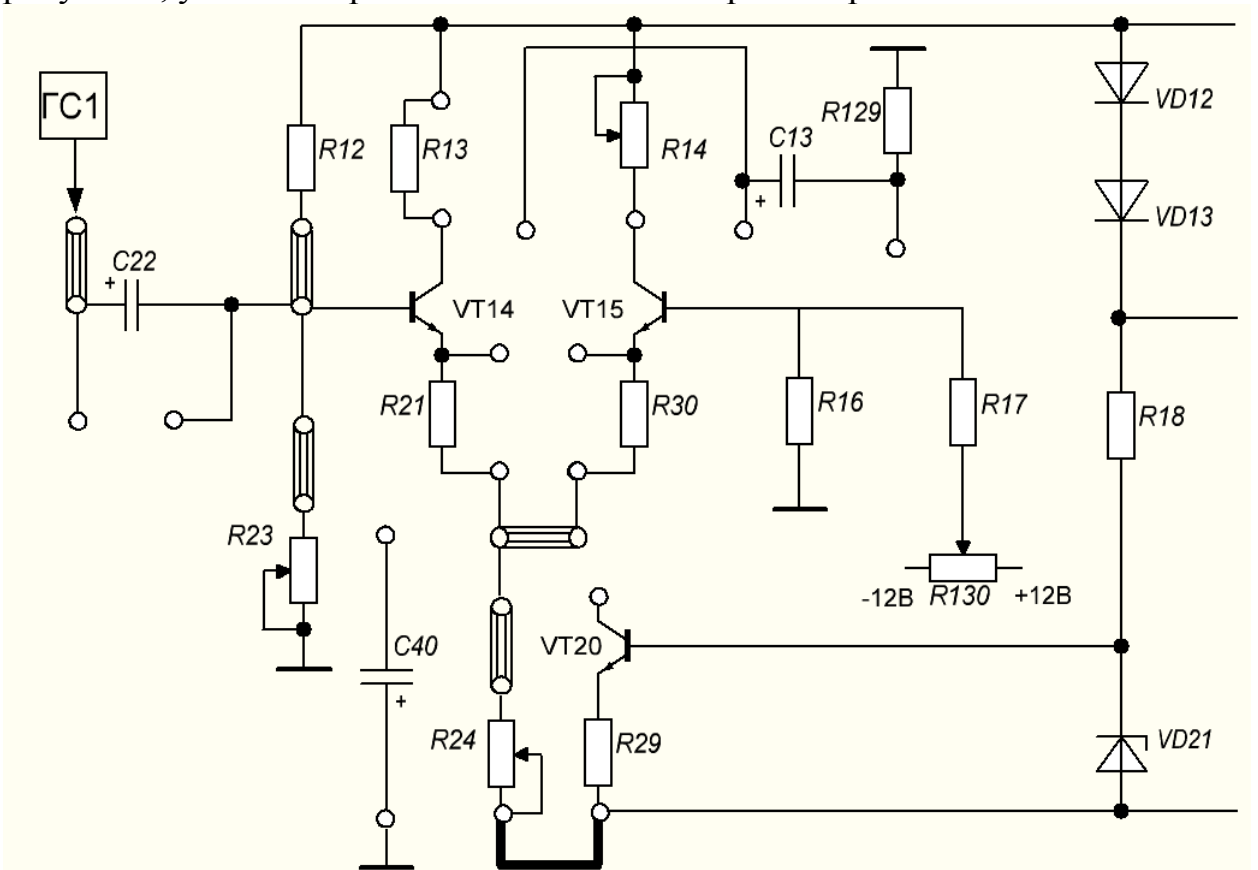 ГС1
R12
R13
R14
C13
R129
VD12
VD13
C22
+
+
VT14
VT15
R21
R30
R16
R17
R18
R23
-12В
R130
+12В
C40
+
VT20
R24
R29
VD21